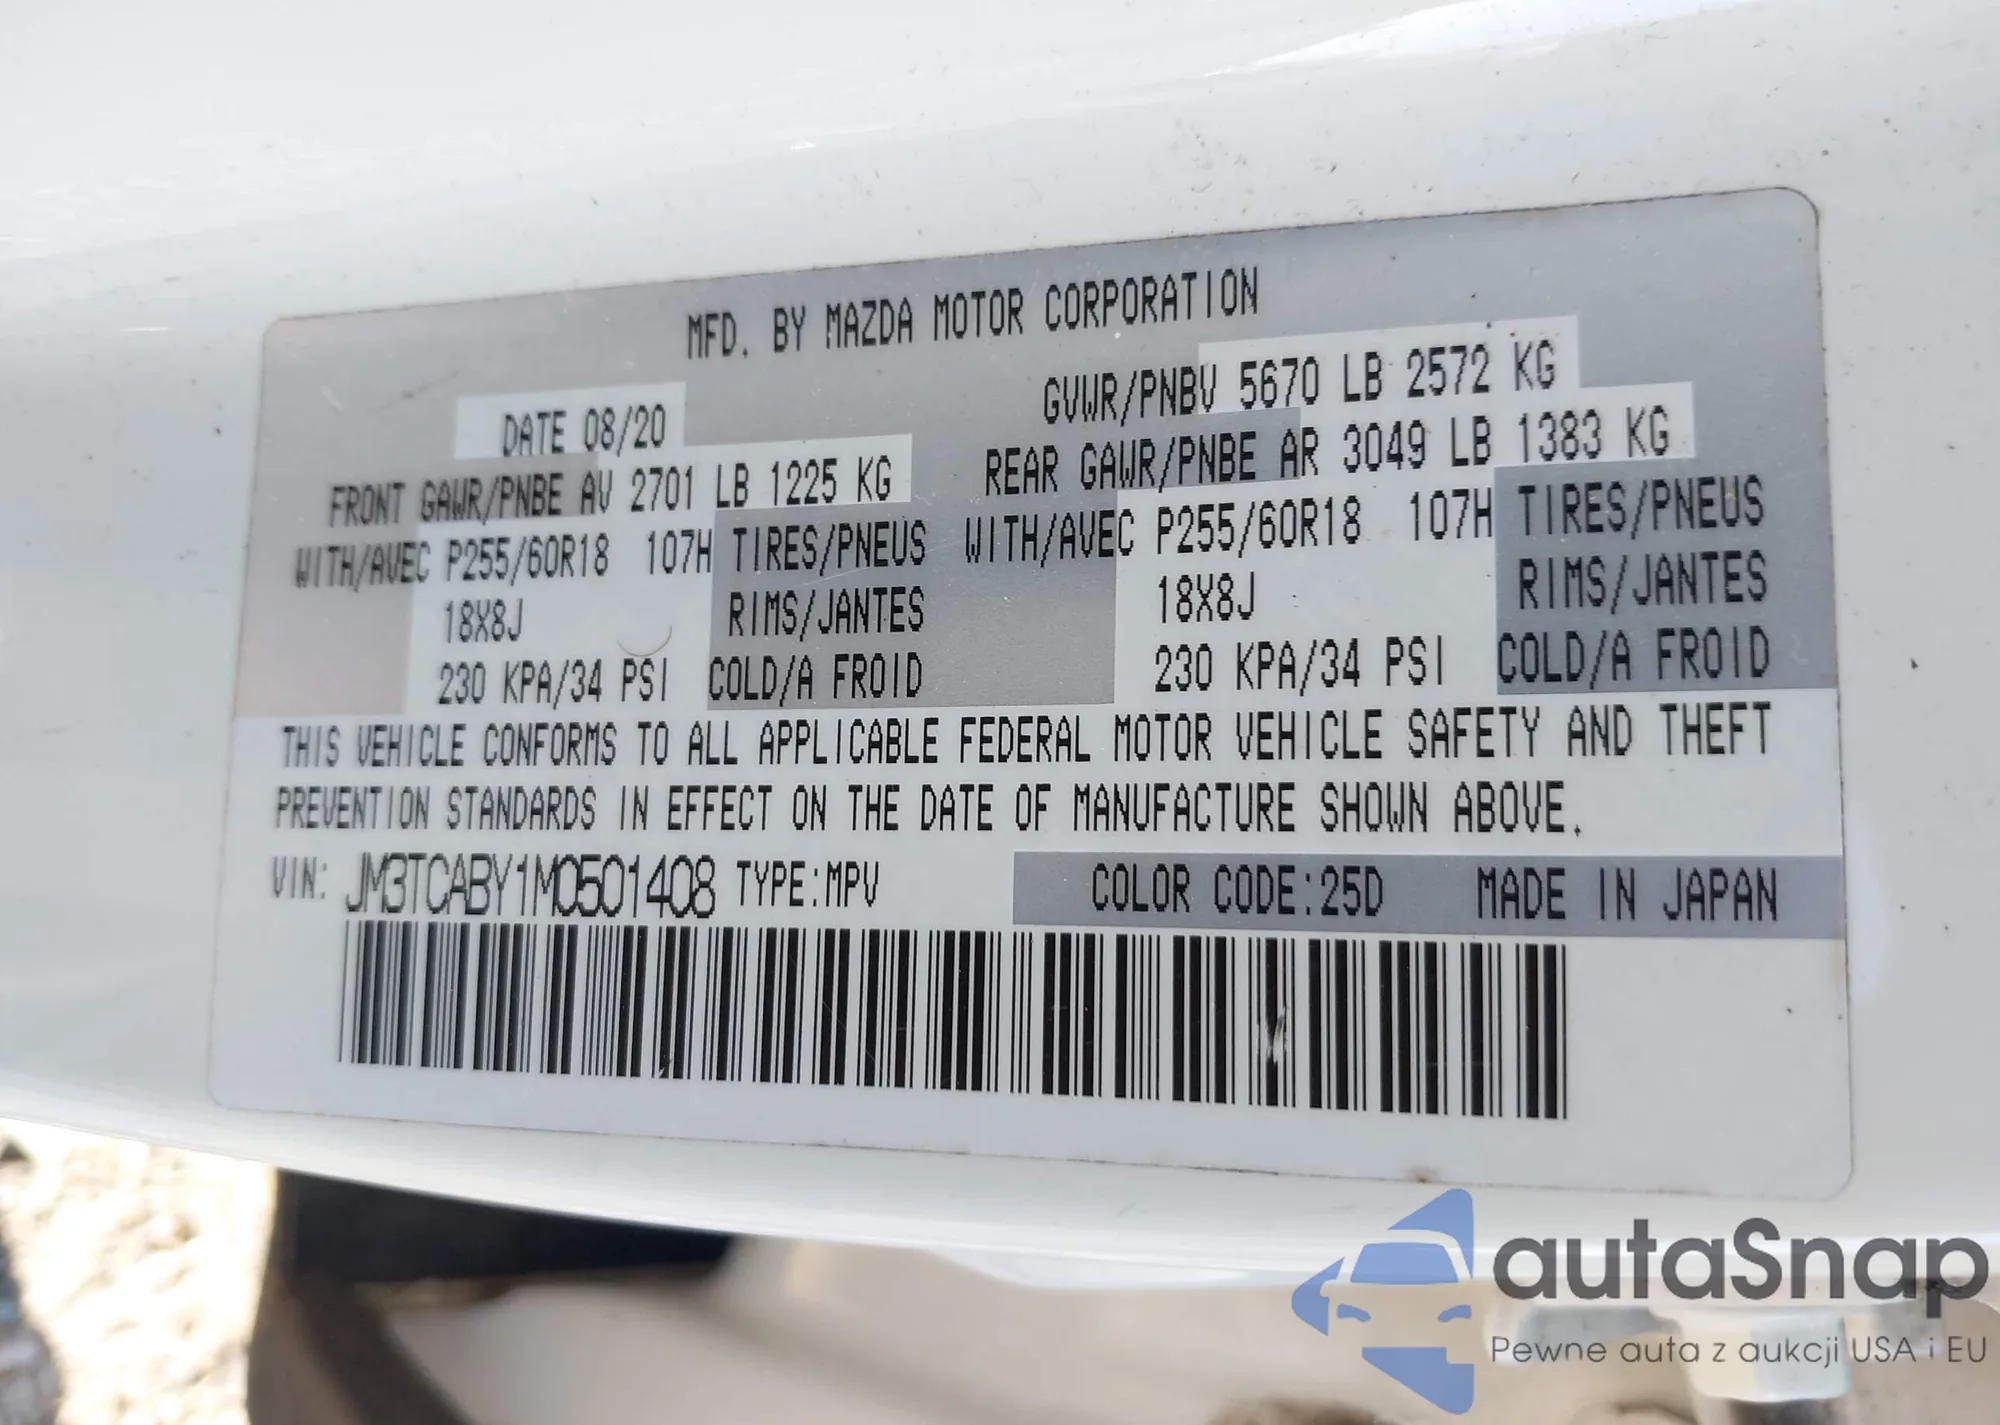 MFD. BY MAZDA MOTOR CORPORATION
DATE 08/20
GVWR/PNBV 5670 LB 2572 KG
FRONT GAWR/PNBE AV 2701 LB 1225 KG
REAR GAWR/PNBE AR 3049 LB 1383 KG
WITH/AVEC P255/60R18 107H TIRES/PNEUS
WITH/AVEC P255/60R18 107H TIRES/PNEUS
18X8J RIMS/JANTES
18X8J RIMS/JANTES
230 KPA/34 PSI COLD/A FROID
230 KPA/34 PSI COLD/A FROID
THIS VEHICLE CONFORMS TO ALL APPLICABLE FEDERAL MOTOR VEHICLE SAFETY AND THEFT
PREVENTION STANDARDS IN EFFECT ON THE DATE OF MANUFACTURE SHOWN ABOVE.
VIN: JM3TCABY1M0501408 TYPE:MPV COLOR CODE:25D MADE IN JAPAN
autaSnap
Pewne auta z aukcji USA i EU